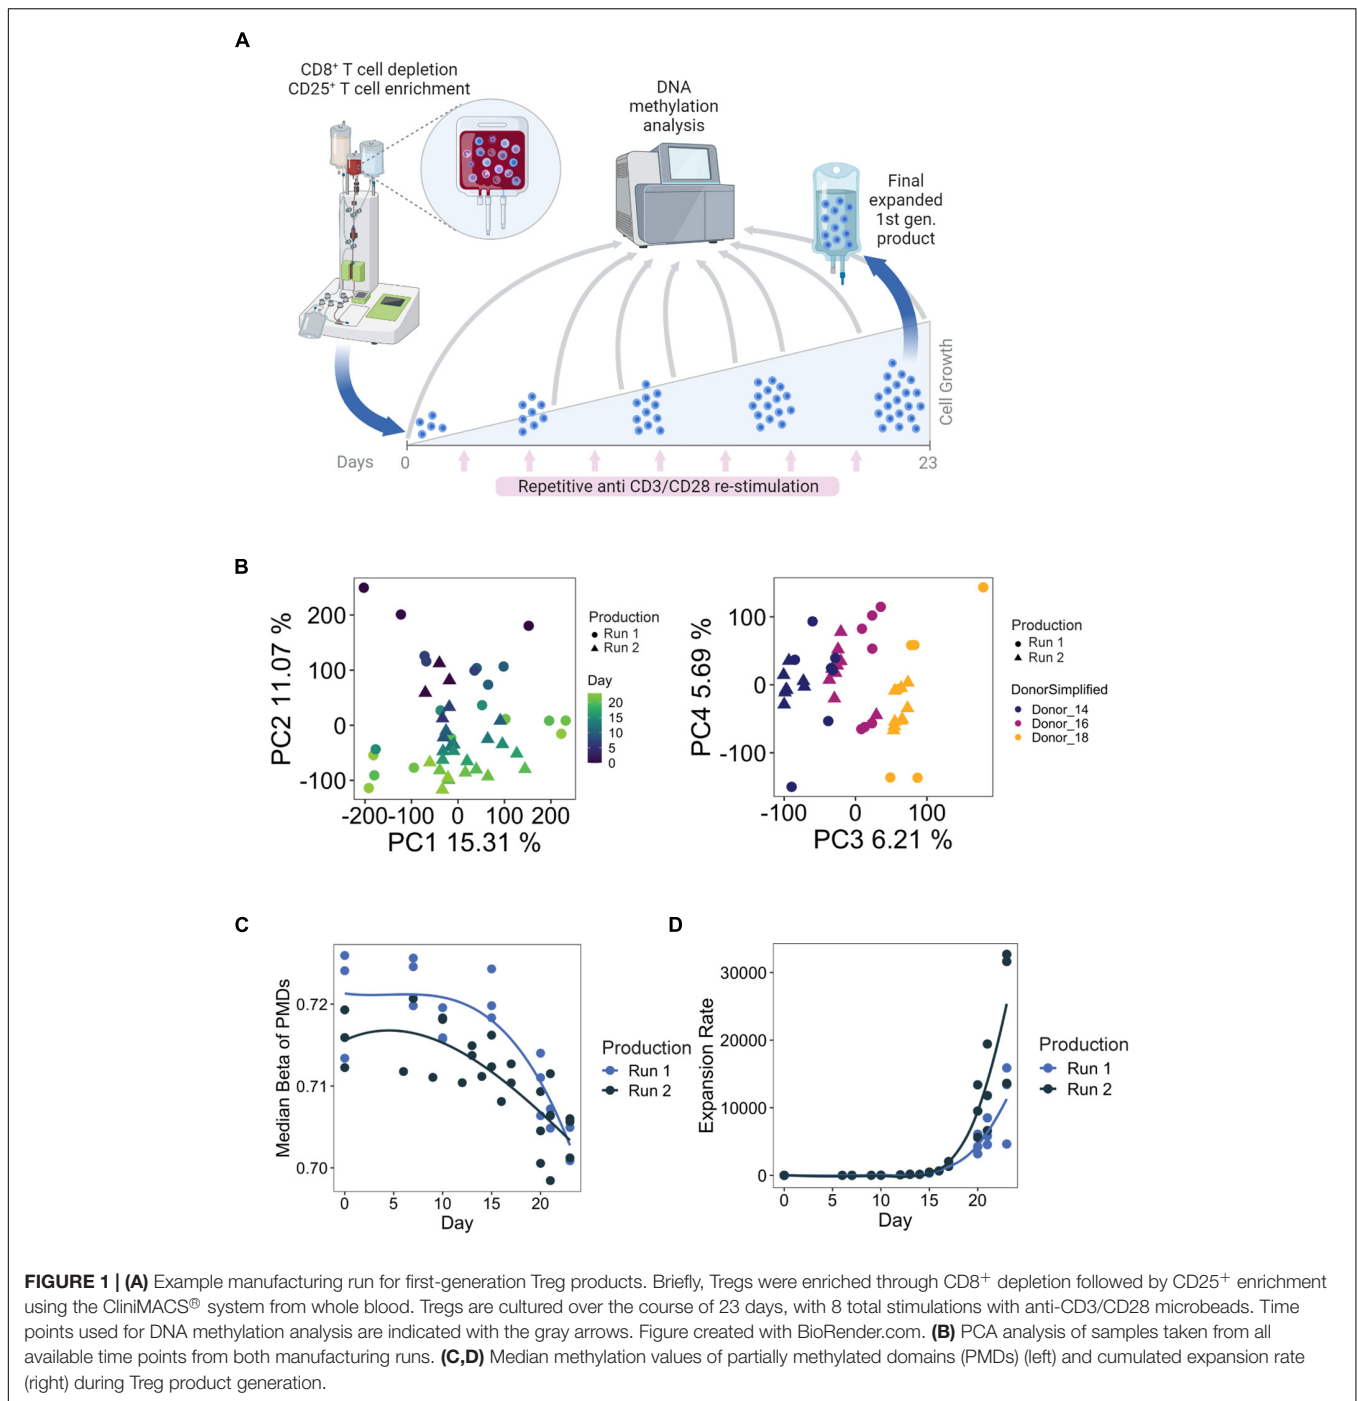 A
CD8⁺ T cell depletion
CD25⁺ T cell enrichment
DNA
methylation
analysis
Final
expanded
1st gen.
product
Cell Growth
Days
0
23
Repetitive anti CD3/CD28 re-stimulation
B
PC2 11.07 %
200
100
0
-100
-200
-100
0
100
200
PC1 15.31 %
Production
Run 1
Run 2
Day
20
15
10
5
0
PC4 5.69 %
100
0
-100
-100
0
100
PC3 6.21 %
Production
Run 1
Run 2
DonorSimplified
Donor_14
Donor_16
Donor_18
C
Median Beta of PMDs
0.72
0.71
0.70
0
5
10
15
20
Day
Production
Run 1
Run 2
D
Expansion Rate
30000
20000
10000
0
0
5
10
15
20
Day
Production
Run 1
Run 2
FIGURE 1 | (A) Example manufacturing run for first-generation Treg products. Briefly, Tregs were enriched through CD8⁺ depletion followed by CD25⁺ enrichment
using the CliniMACS® system from whole blood. Tregs are cultured over the course of 23 days, with 8 total stimulations with anti-CD3/CD28 microbeads. Time
points used for DNA methylation analysis are indicated with the gray arrows. Figure created with BioRender.com. (B) PCA analysis of samples taken from all
available time points from both manufacturing runs. (C,D) Median methylation values of partially methylated domains (PMDs) (left) and cumulated expansion rate
(right) during Treg product generation.